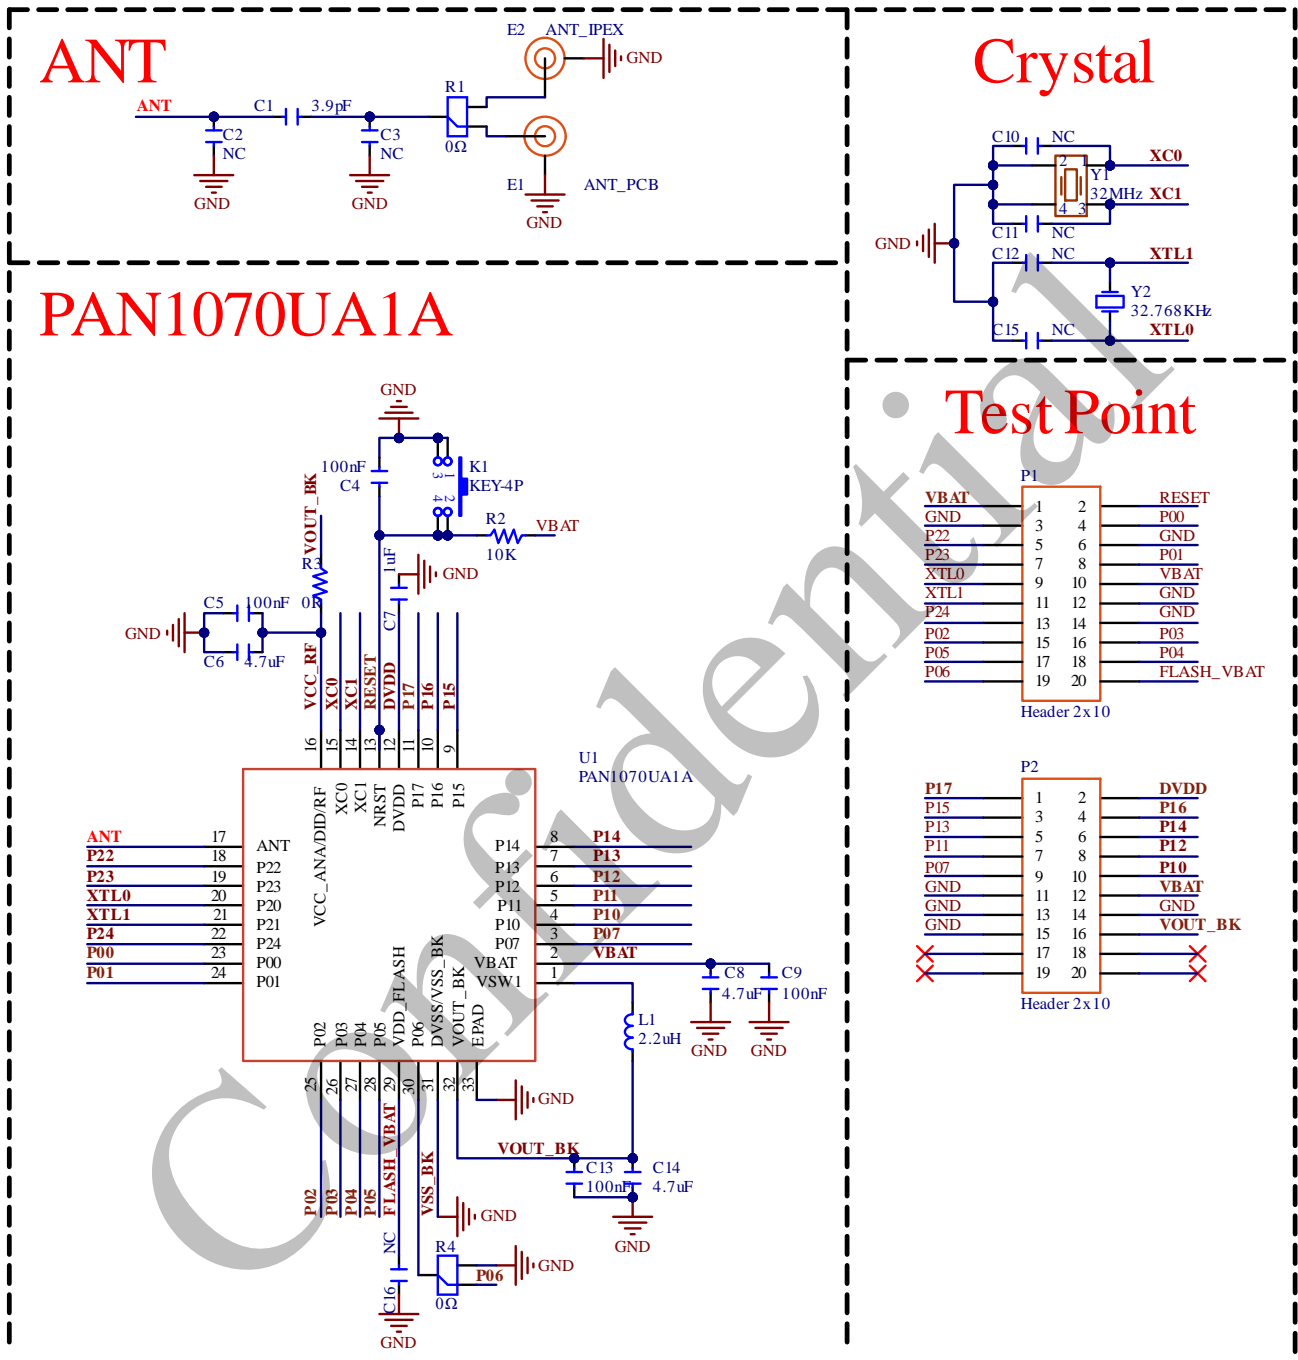 ANT
ANT
C1
3.9pF
C2
NC
C3
NC
GND
GND
R1
0Ω
E2
ANT_IPEX
GND
E1
ANT_PCB
GND
Crystal
C10
NC
2
1
XC0
Y1
32MHz
XC1
4
3
C11
NC
GND
C12
NC
XTL1
Y2
32.768KHz
C15
NC
XTL0
PAN1070UA1A
GND
100nF
C4
3
1
4
2
K1
KEY-4P
R2
10K
VBAT
VOUT_BK
R3
0R
1uF
C7
GND
GND
C5
100nF
C6
4.7uF
VCC_RF
XC0
XC1
RESET
DVDD
P17
P16
P15
16
15
14
13
12
11
10
9
U1
PAN1070UA1A
VCC_ANA/DID/RF
XC0
XC1
NRST
DVDD
P17
P16
P15
ANT 17 ANT
P22 18 P22
P23 19 P23
XTL0 20 P20
XTL1 21 P21
P24 22 P24
P00 23 P00
P01 24 P01
P14 8 P14
P13 7 P13
P12 6 P12
P11 5 P11
P10 4 P10
P07 3 P07
VBAT 2 VBAT
VSW1 1
P02
P03
P04
P05
VDD_FLASH
P06
DVSS/VSS_BK
VOUT_BK
EPAD
25
26
27
28
29
30
31
32
33
P02
P03
P04
P05
FLASH_VBAT
VSS_BK
C8
4.7uF
C9
100nF
GND
GND
L1
2.2uH
GND
VOUT_BK
C13
100nF
C14
4.7uF
GND
GND
NC
C16
GND
R4
0Ω
GND
P06
Test Point
P1
VBAT 1 2 RESET
GND 3 4 P00
P22 5 6 GND
P23 7 8 P01
XTL0 9 10 VBAT
XTL1 11 12 GND
P24 13 14 GND
P02 15 16 P03
P05 17 18 P04
P06 19 20 FLASH_VBAT
Header 2x10
P2
P17 1 2 DVDD
P15 3 4 P16
P13 5 6 P14
P11 7 8 P12
P07 9 10 P10
GND 11 12 VBAT
GND 13 14 GND
GND 15 16 VOUT_BK
17 18
19 20
Header 2x10
Confidential